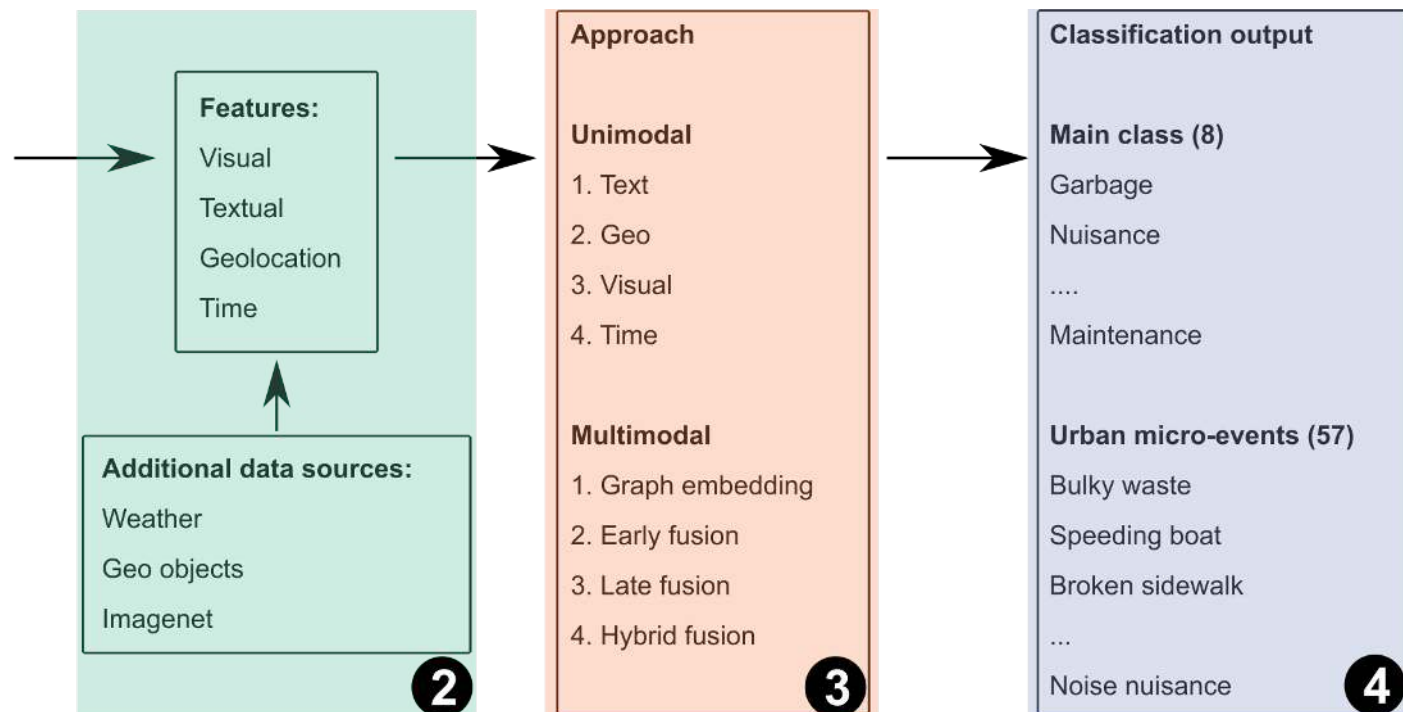 Features:
Visual
Textual
Geolocation
Time
Additional data sources:
Weather
Geo objects
Imagenet
2
Approach
Unimodal
1. Text
2. Geo
3. Visual
4. Time
Multimodal
1. Graph embedding
2. Early fusion
3. Late fusion
4. Hybrid fusion
3
Classification output
Main class (8)
Garbage
Nuisance
....
Maintenance
Urban micro-events (57)
Bulky waste
Speeding boat
Broken sidewalk
...
Noise nuisance
4